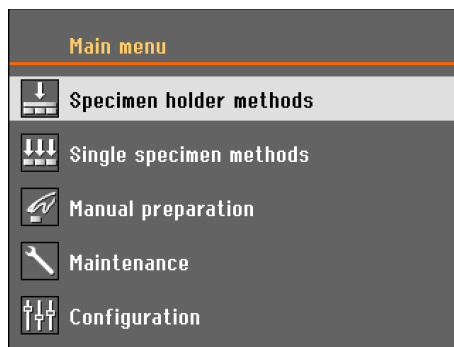 Main menu
Specimen holder methods
Single specimen methods
Manual preparation
Maintenance
Configuration